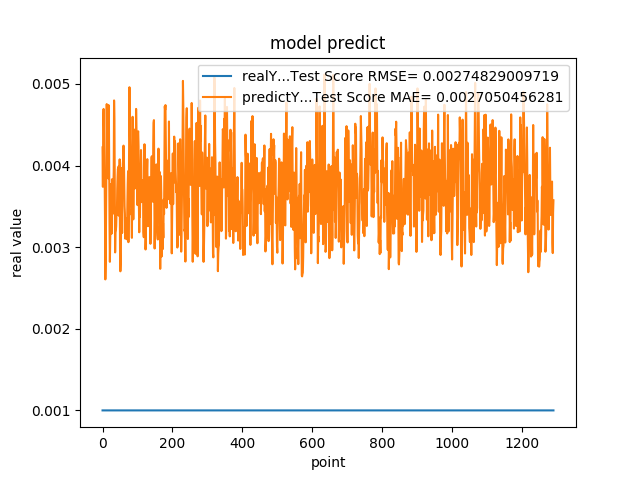 model predict
realY...Test Score RMSE= 0.00274829009719
predictY...Test Score MAE= 0.0027050456281
0.005
0.004
0.003
0.002
0.001
real value
0 200 400 600 800 1000 1200
point